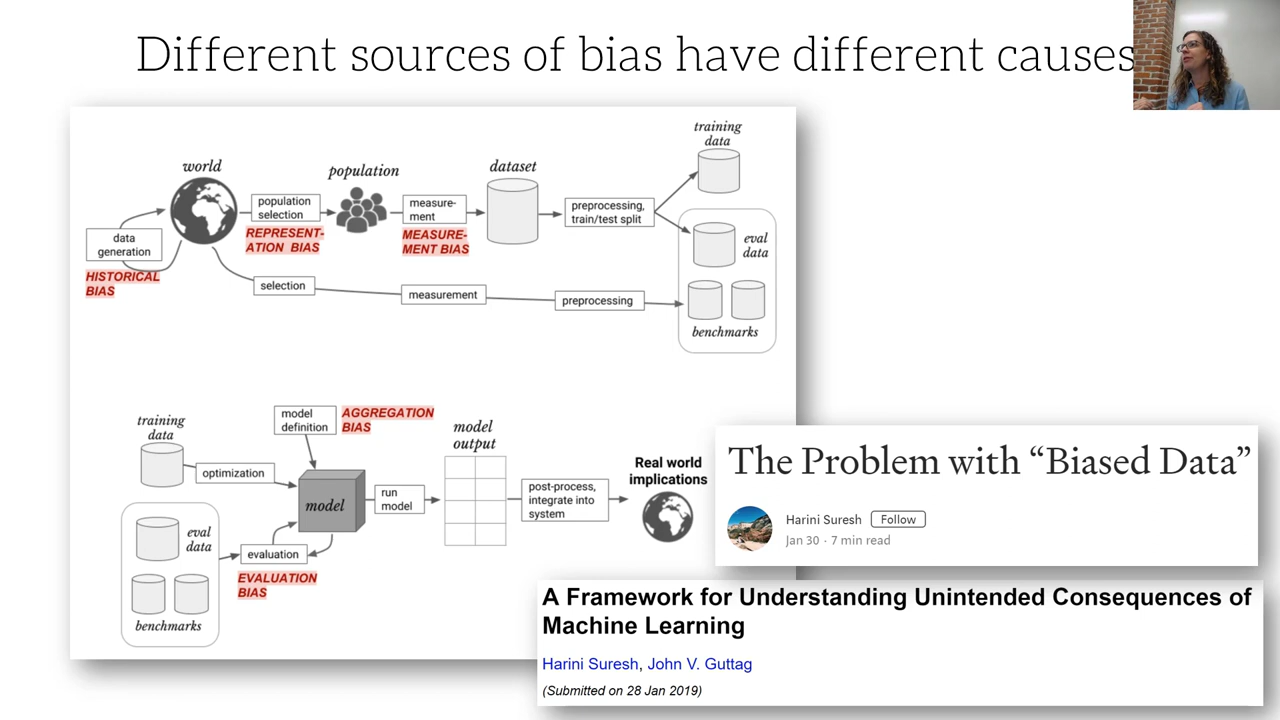 Different sources of bias have different causes
training
data
world
population
dataset
population
selection
measure-
ment
preprocessing,
train/test split
data
generation
REPRESENT-
ATION BIAS
MEASURE-
MENT BIAS
eval
data
HISTORICAL
BIAS
selection
measurement
preprocessing
benchmarks
training
data
model
definition
AGGREGATION
BIAS
model
output
optimization
model
run
model
post-process,
integrate into
system
Real world
implications
eval
data
evaluation
EVALUATION
BIAS
benchmarks
The Problem with “Biased Data”
Harini Suresh Follow
Jan 30 · 7 min read
A Framework for Understanding Unintended Consequences of
Machine Learning
Harini Suresh, John V. Guttag
(Submitted on 28 Jan 2019)